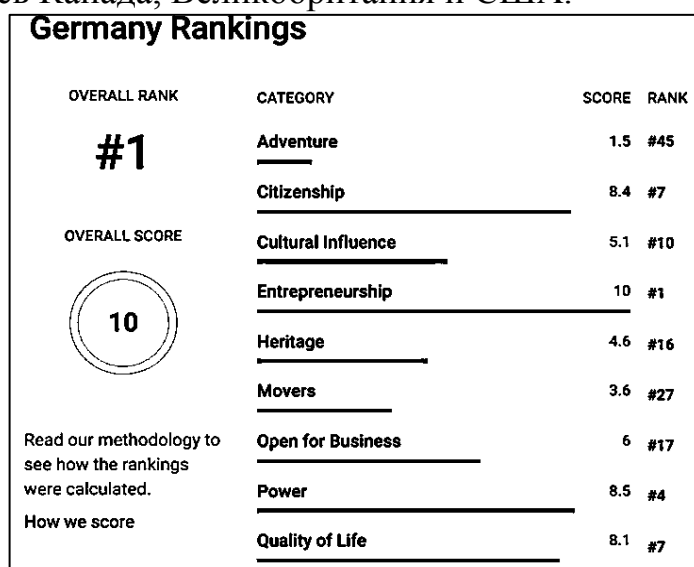 Канада, Великобритания и США.
Germany Rankings
OVERALL RANK
#1
OVERALL SCORE
10
Read our methodology to
see how the rankings
were calculated.
How we score
CATEGORY SCORE RANK
Adventure 1.5 #45
Citizenship 8.4 #7
Cultural Influence 5.1 #10
Entrepreneurship 10 #1
Heritage 4.6 #16
Movers 3.6 #27
Open for Business 6 #17
Power 8.5 #4
Quality of Life 8.1 #7